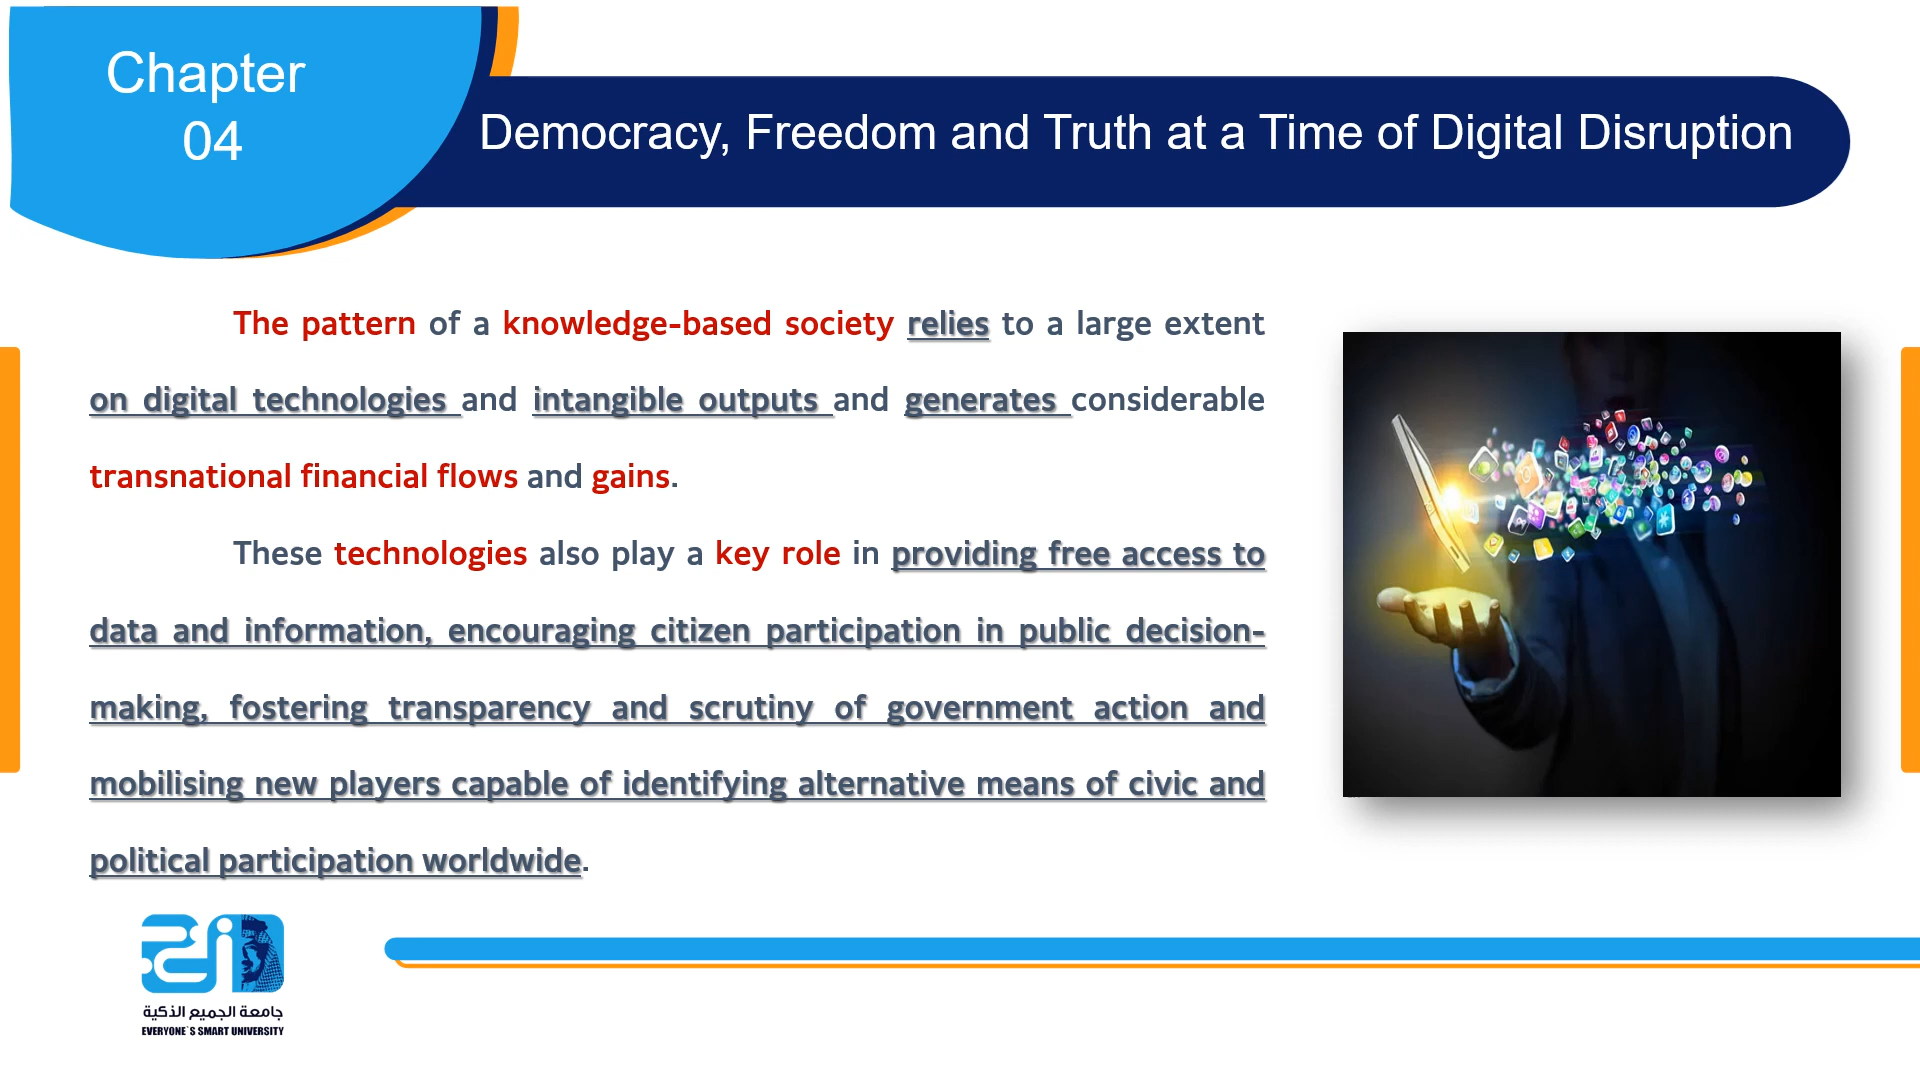 Chapter
04
Democracy, Freedom and Truth at a Time of Digital Disruption
The pattern of a knowledge-based society relies to a large extent
on digital technologies and intangible outputs and generates considerable
transnational financial flows and gains.
These technologies also play a key role in providing free access to
data and information, encouraging citizen participation in public decision-
making, fostering transparency and scrutiny of government action and
mobilising new players capable of identifying alternative means of civic and
political participation worldwide.
جامعة الجميع الذكية
EVERYONE`S SMART UNIVERSITY